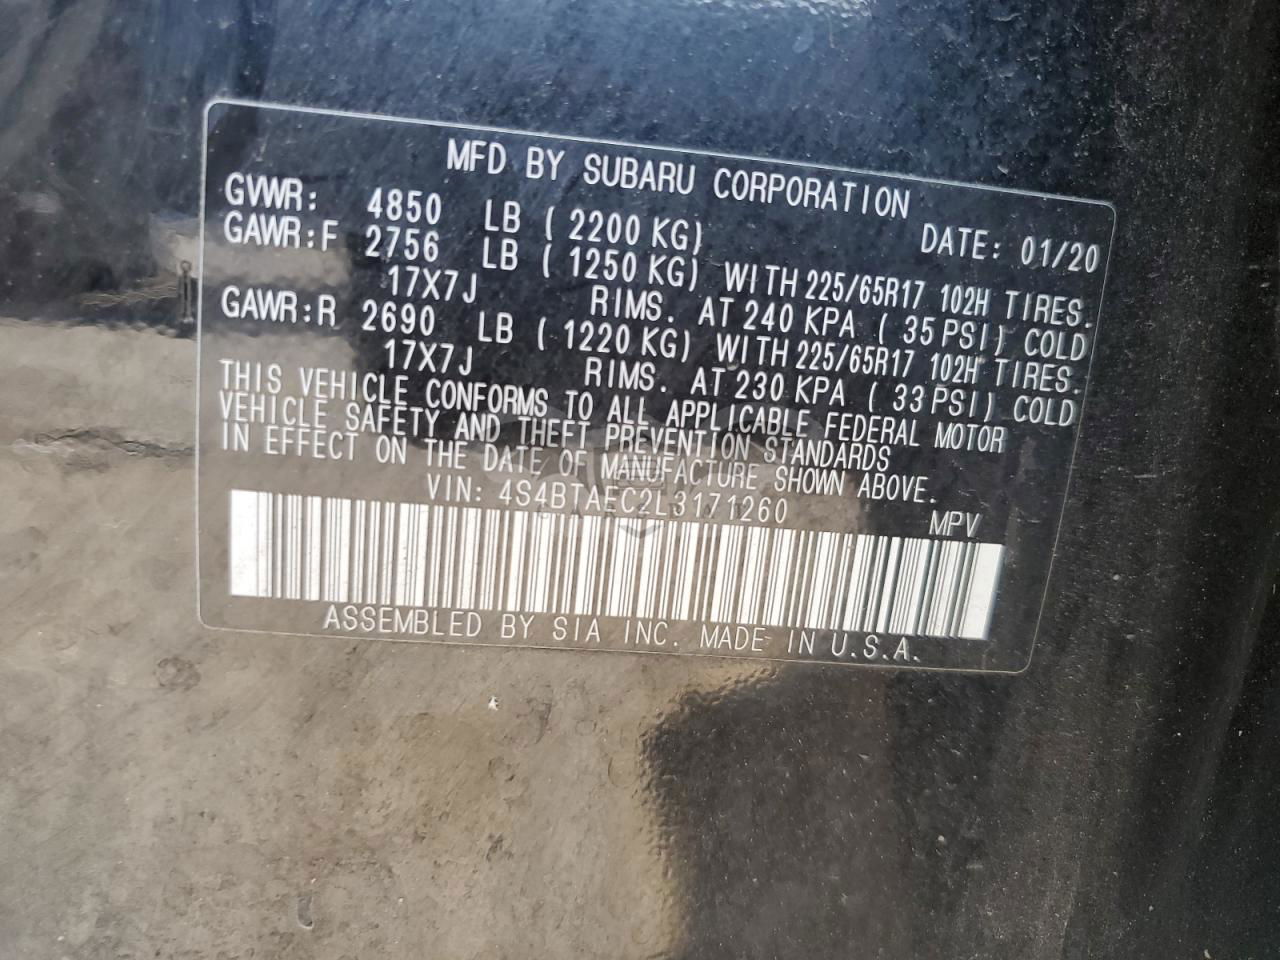 MFD BY SUBARU CORPORATION
GVWR: 4850 LB ( 2200 KG) DATE: 01/20
GAWR:F 2756 LB ( 1250 KG) WITH 225/65R17 102H TIRES.
17X7J RIMS. AT 240 KPA ( 35 PSI) COLD
GAWR:R 2690 LB ( 1220 KG) WITH 225/65R17 102H TIRES.
17X7J RIMS. AT 230 KPA ( 33 PSI) COLD
THIS VEHICLE CONFORMS TO ALL APPLICABLE FEDERAL MOTOR
VEHICLE SAFETY AND THEFT PREVENTION STANDARDS
IN EFFECT ON THE DATE OF MANUFACTURE SHOWN ABOVE.
VIN: 4S4BTAEC2L3171260 MPV
ASSEMBLED BY SIA INC. MADE IN U.S.A.